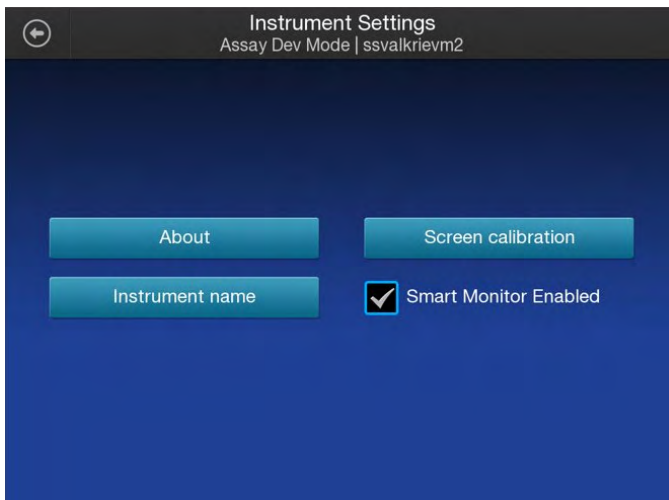 Instrument Settings
Assay Dev Mode | ssvalkrievm2
About
Screen calibration
Instrument name
Smart Monitor Enabled